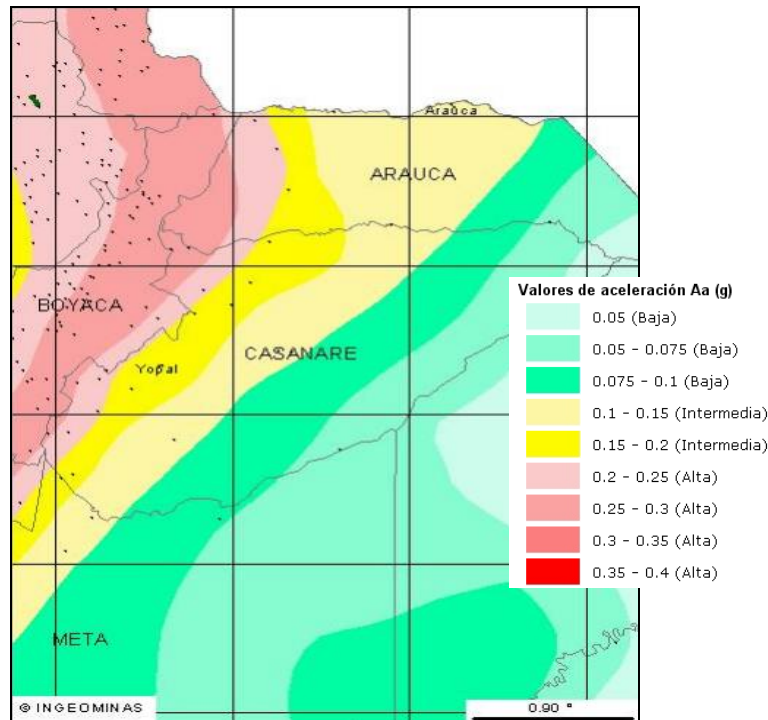 Araúca
ARAUCA
BOYACA
CASANARE
Yopal
META
© INGEOMINAS
0.90 °
Valores de aceleración Aa (g)
0.05 (Baja)
0.05 - 0.075 (Baja)
0.075 - 0.1 (Baja)
0.1 - 0.15 (Intermedia)
0.15 - 0.2 (Intermedia)
0.2 - 0.25 (Alta)
0.25 - 0.3 (Alta)
0.3 - 0.35 (Alta)
0.35 - 0.4 (Alta)